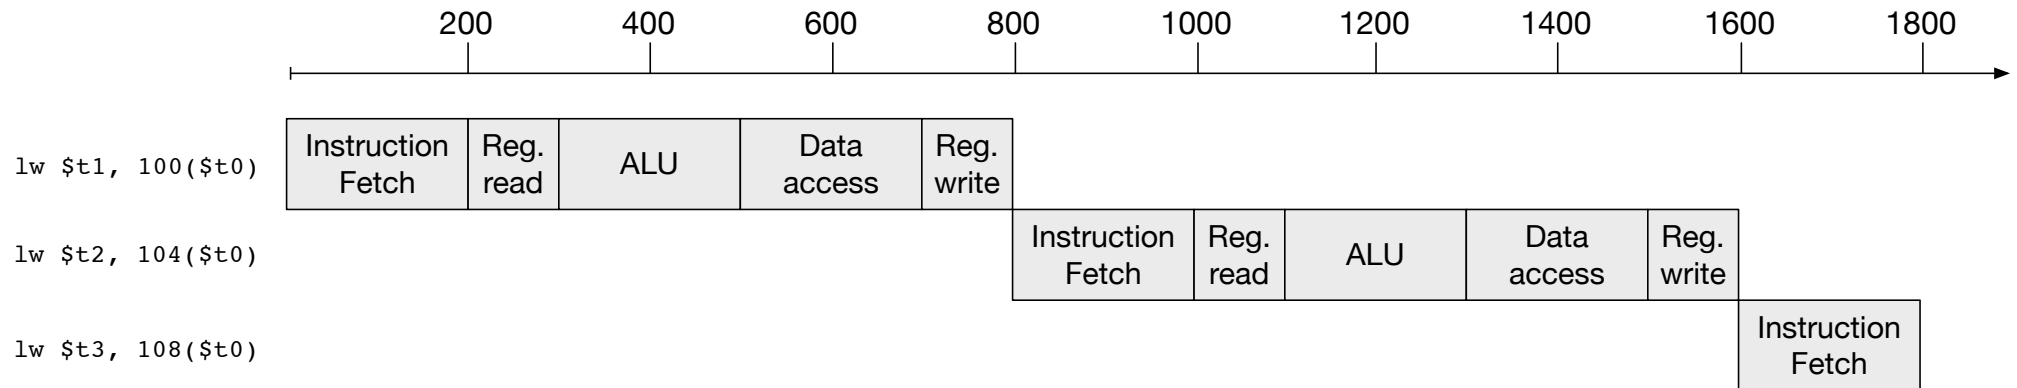 200 400 600 800 1000 1200 1400 1600 1800
lw $t1, 100($t0)
Instruction
Fetch
Reg.
read
ALU
Data
access
Reg.
write
lw $t2, 104($t0)
Instruction
Fetch
Reg.
read
ALU
Data
access
Reg.
write
lw $t3, 108($t0)
Instruction
Fetch